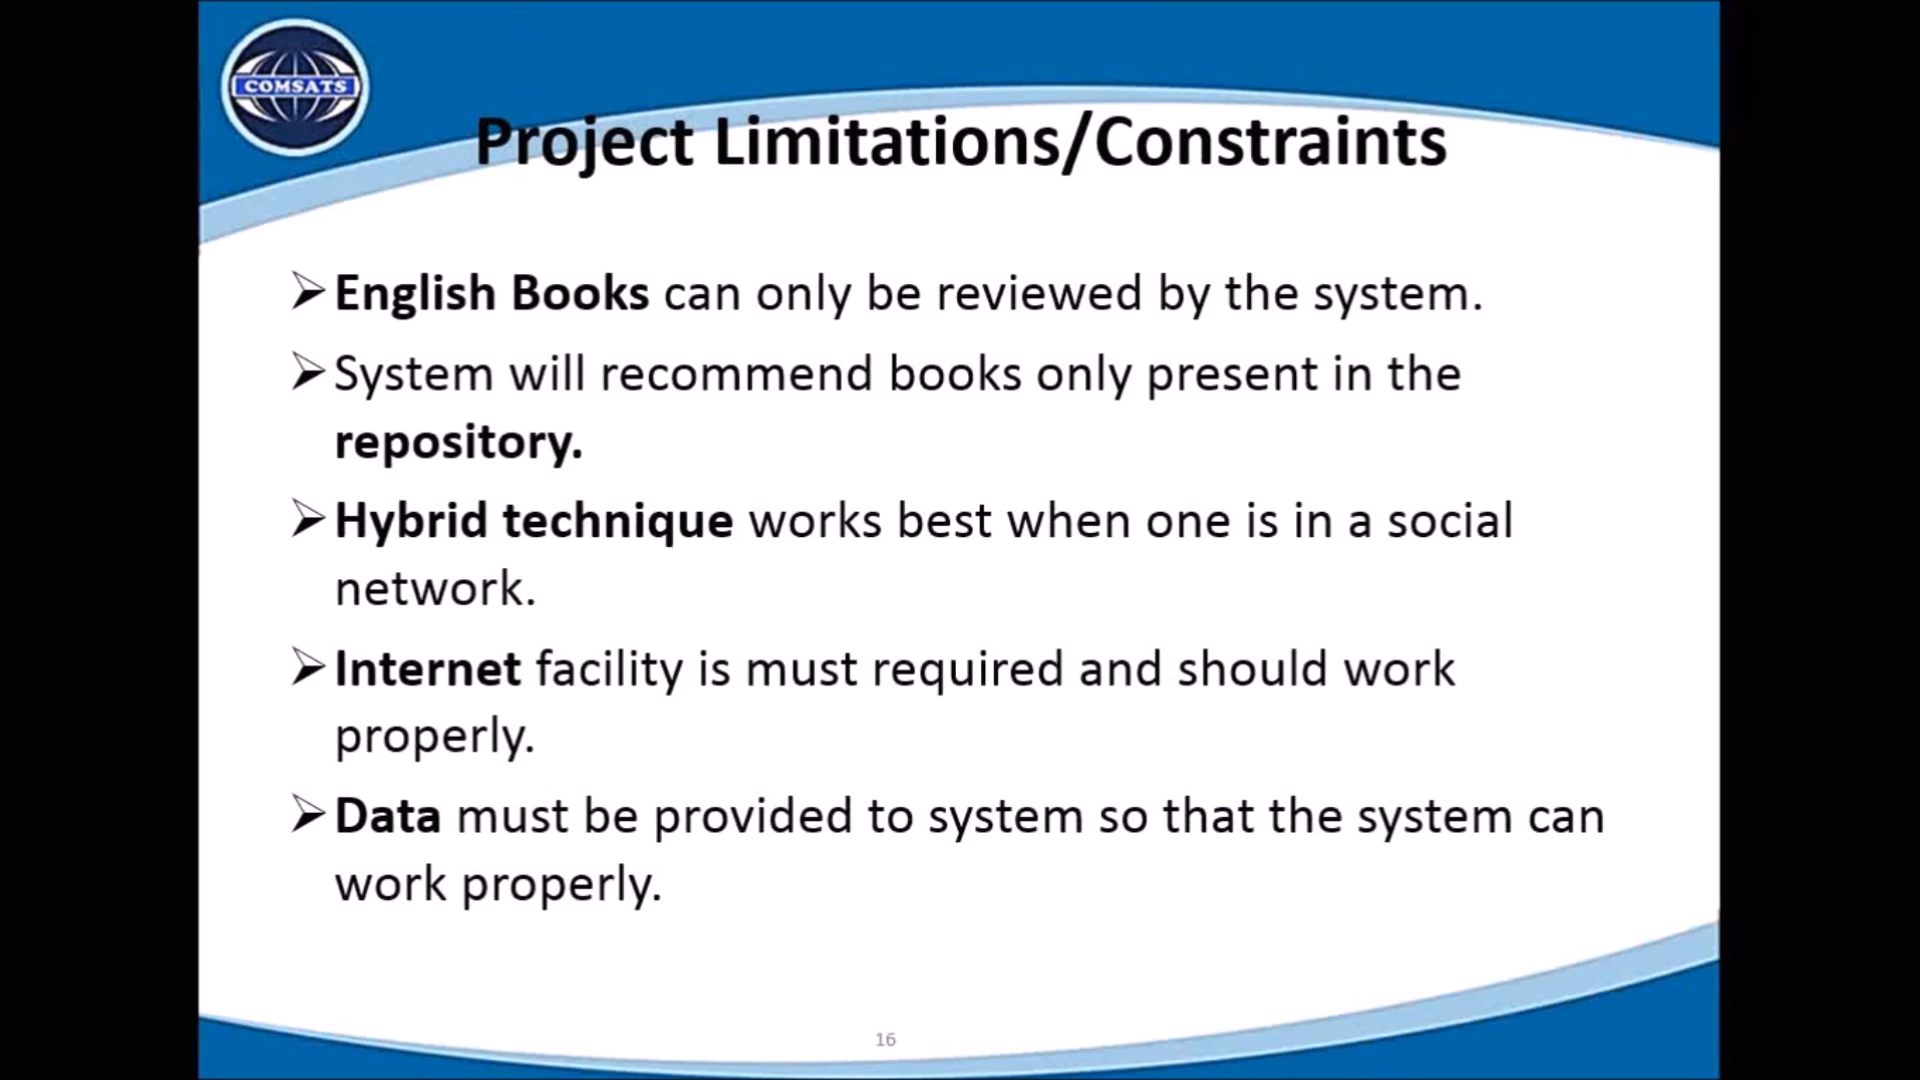 COMSATS
Project Limitations/Constraints
➢English Books can only be reviewed by the system.
➢System will recommend books only present in the
repository.
➢Hybrid technique works best when one is in a social
network.
➢Internet facility is must required and should work
properly.
➢Data must be provided to system so that the system can
work properly.
16